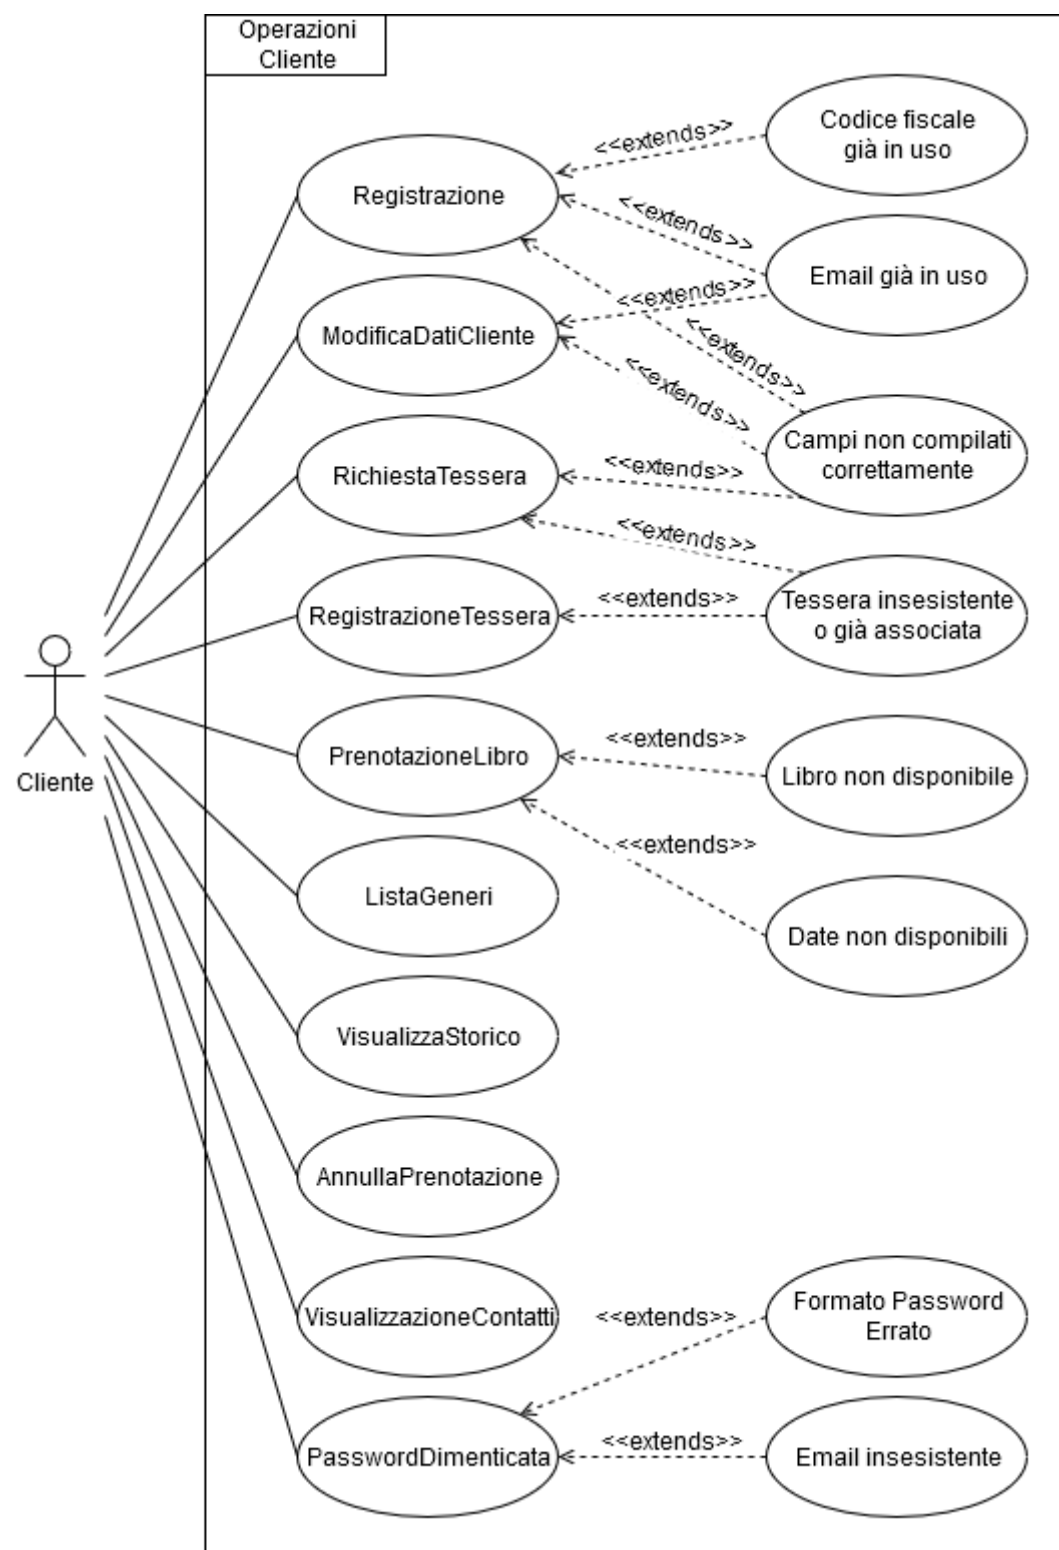 Operazioni
Cliente
Codice fiscale
già in uso
<<extends>>
Registrazione
<<extends>>
Email già in uso
<<extends>>
ModificaDatiCliente
<<extends>>
<<extends>>
Campi non compilati
correttamente
RichiestaTessera
<<extends>>
<<extends>>
RegistrazioneTessera
<<extends>>
Tessera insesistente
o già associata
Cliente
PrenotazioneLibro
<<extends>>
Libro non disponibile
<<extends>>
ListaGeneri
Date non disponibili
VisualizzaStorico
AnnullaPrenotazione
VisualizzazioneContatti
<<extends>>
Formato Password
Errato
PasswordDimenticata
<<extends>>
Email insesistente